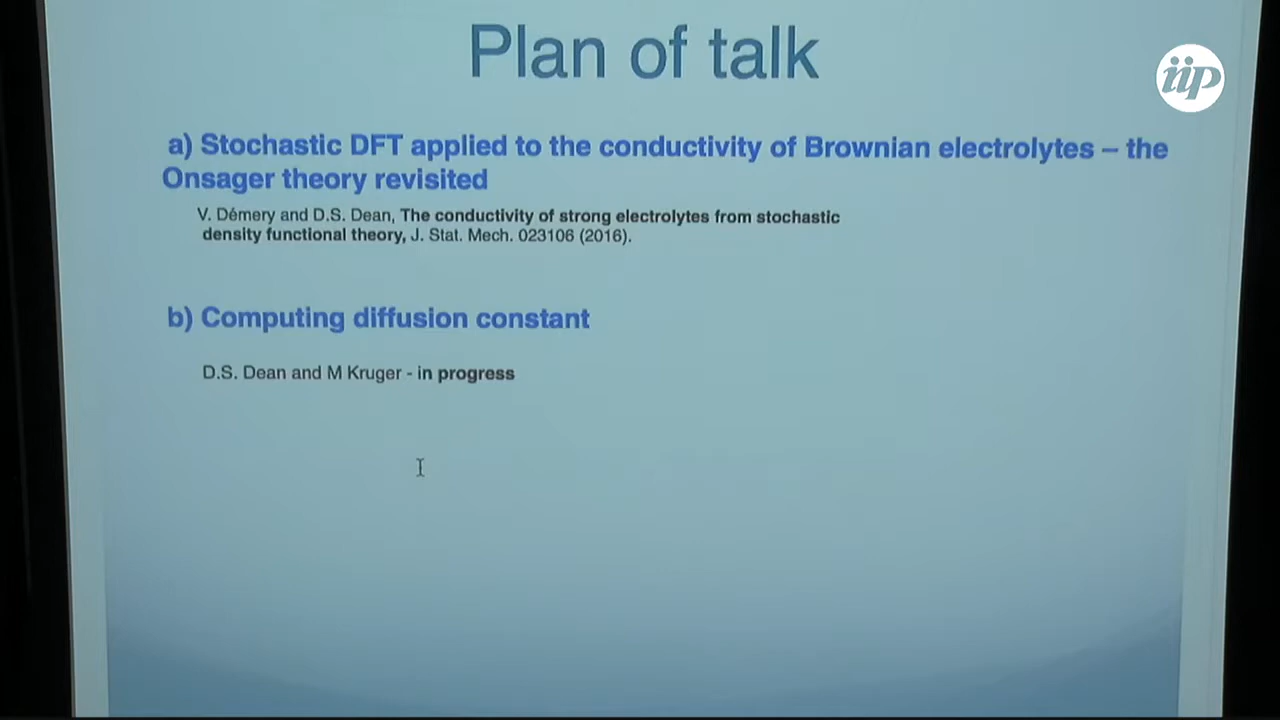 Plan of talk
iip
a) Stochastic DFT applied to the conductivity of Brownian electrolytes – the
Onsager theory revisited
V. Démery and D.S. Dean, The conductivity of strong electrolytes from stochastic
density functional theory, J. Stat. Mech. 023106 (2016).
b) Computing diffusion constant
D.S. Dean and M Kruger - in progress